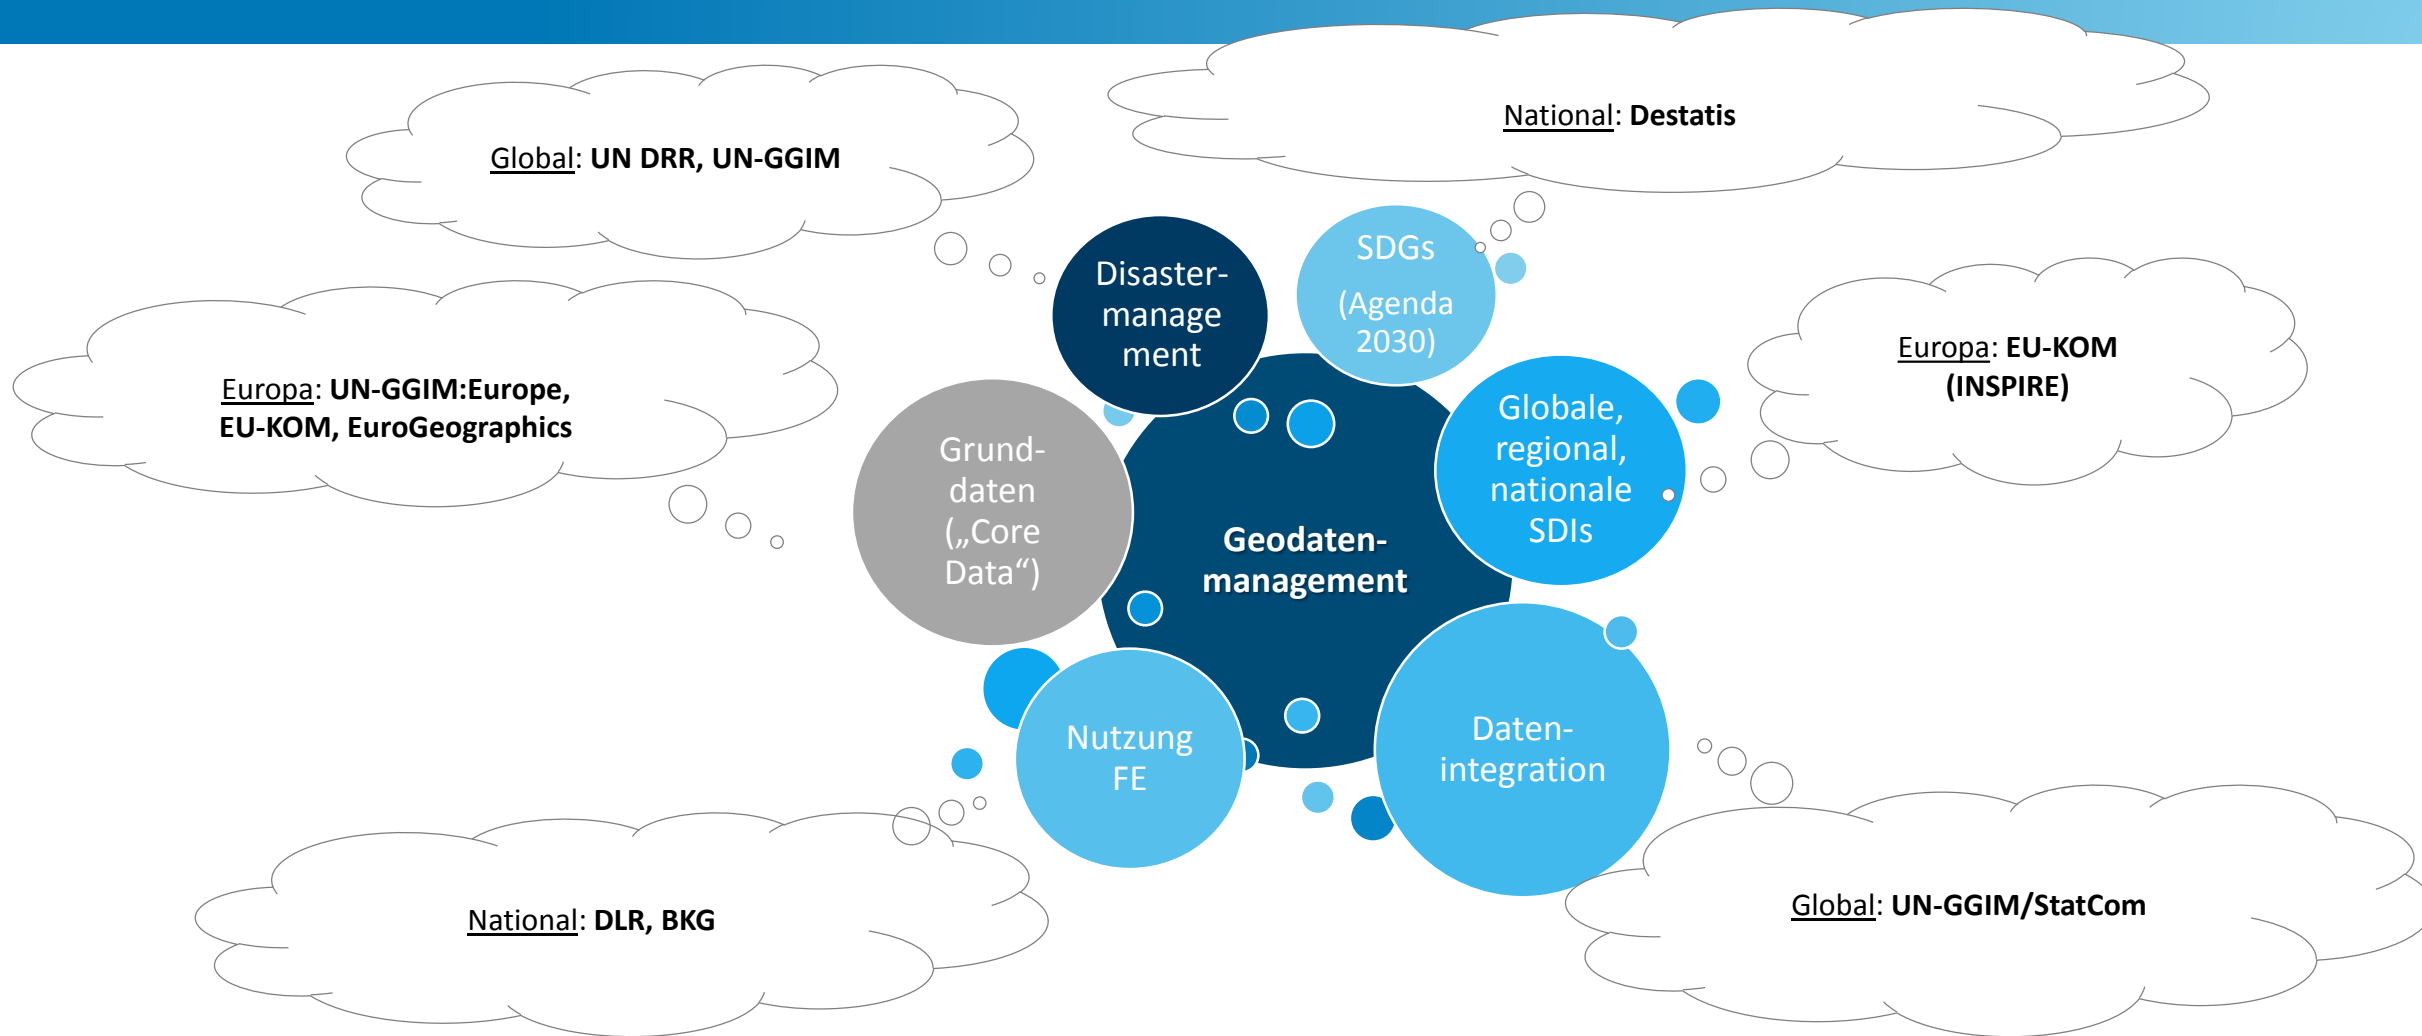 National: Destatis
Global: UN DRR, UN-GGIM
SDGs
(Agenda
2030)
Disaster-
manage
ment
Europa: EU-KOM
(INSPIRE)
Europa: UN-GGIM:Europe,
EU-KOM, EuroGeographics
Globale,
regional,
nationale
SDIs
Grund-
daten
(„Core
Data“)
Geodaten-
management
Nutzung
FE
Daten-
integration
National: DLR, BKG
Global: UN-GGIM/StatCom